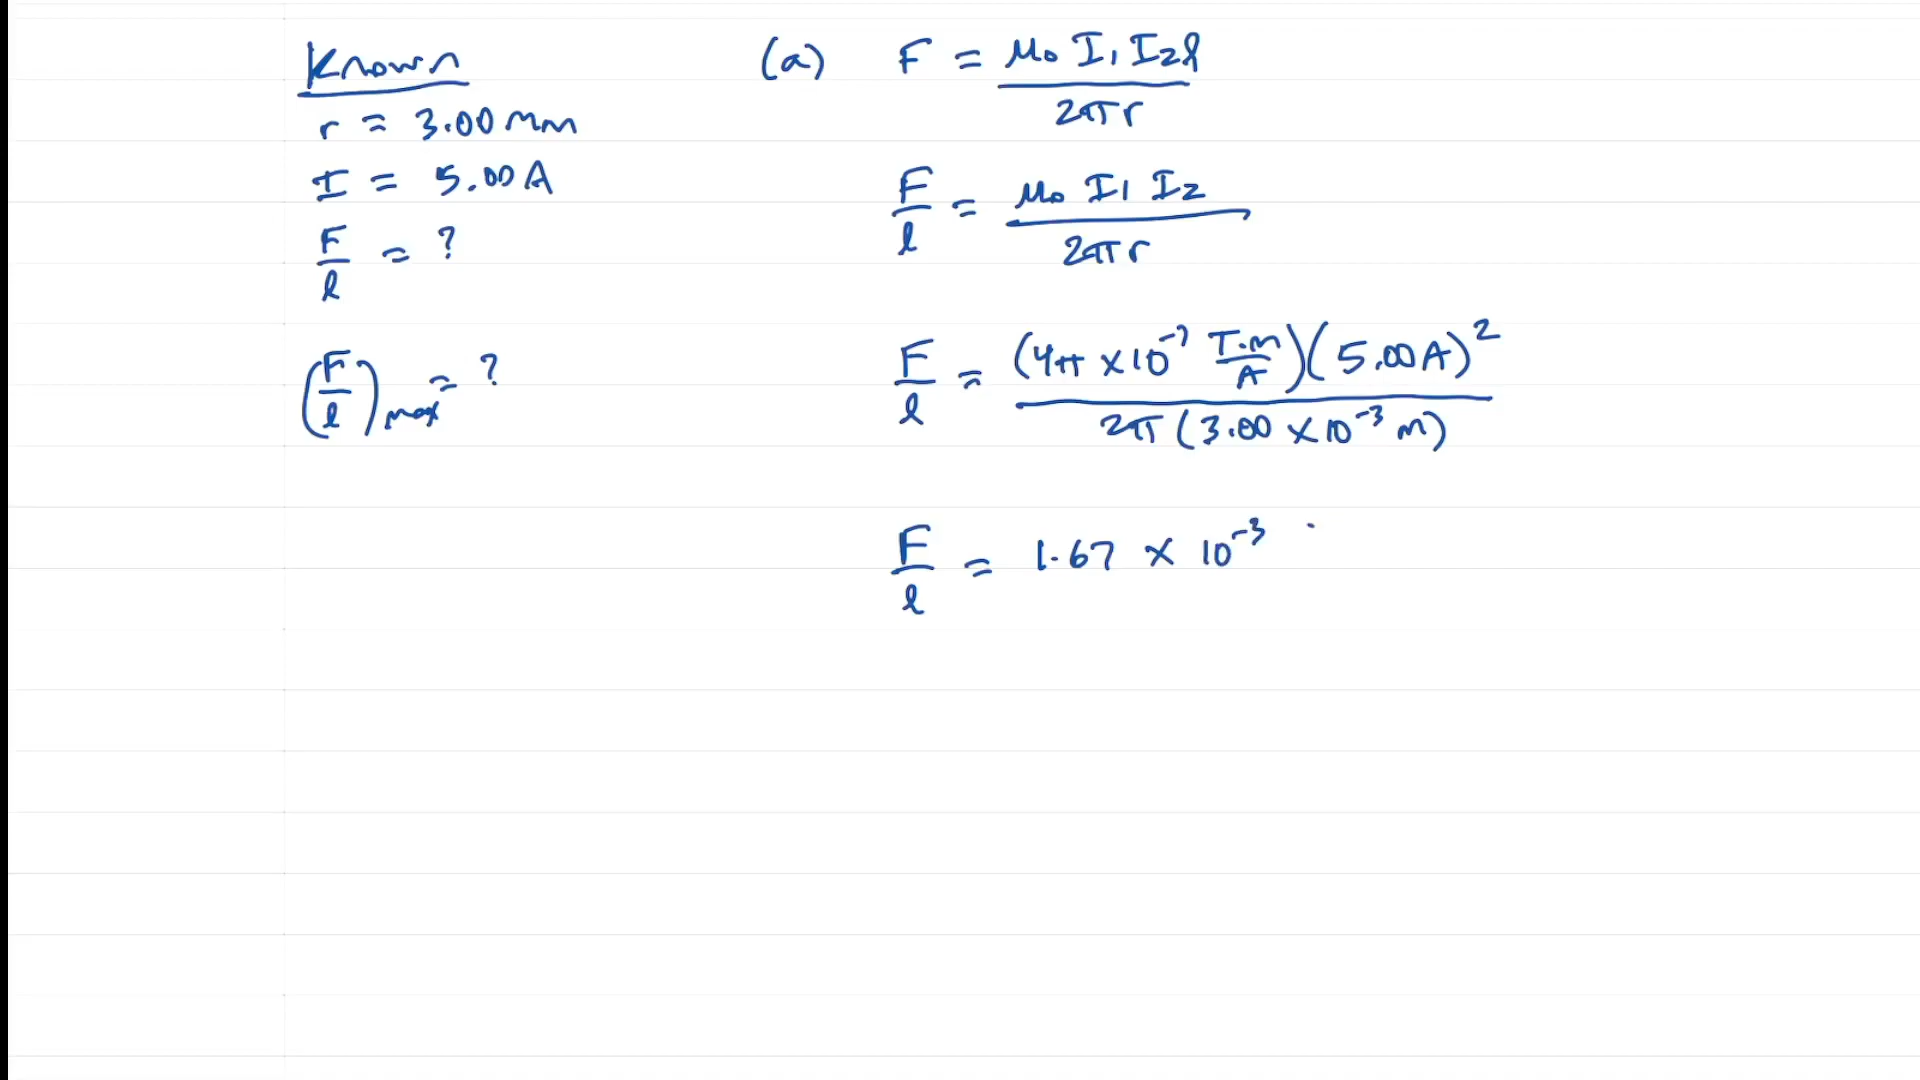 Known
r = 3.00 mm
I = 5.00 A
F/l = ?
(F/l)max = ?
(a) F = μ₀ I₁ I₂ l / 2πr
F/l = μ₀ I₁ I₂ / 2πr
F/l = (4π × 10⁻⁷ T·m/A)(5.00 A)² / 2π (3.00 × 10⁻³ m)
F/l = 1.67 × 10⁻³